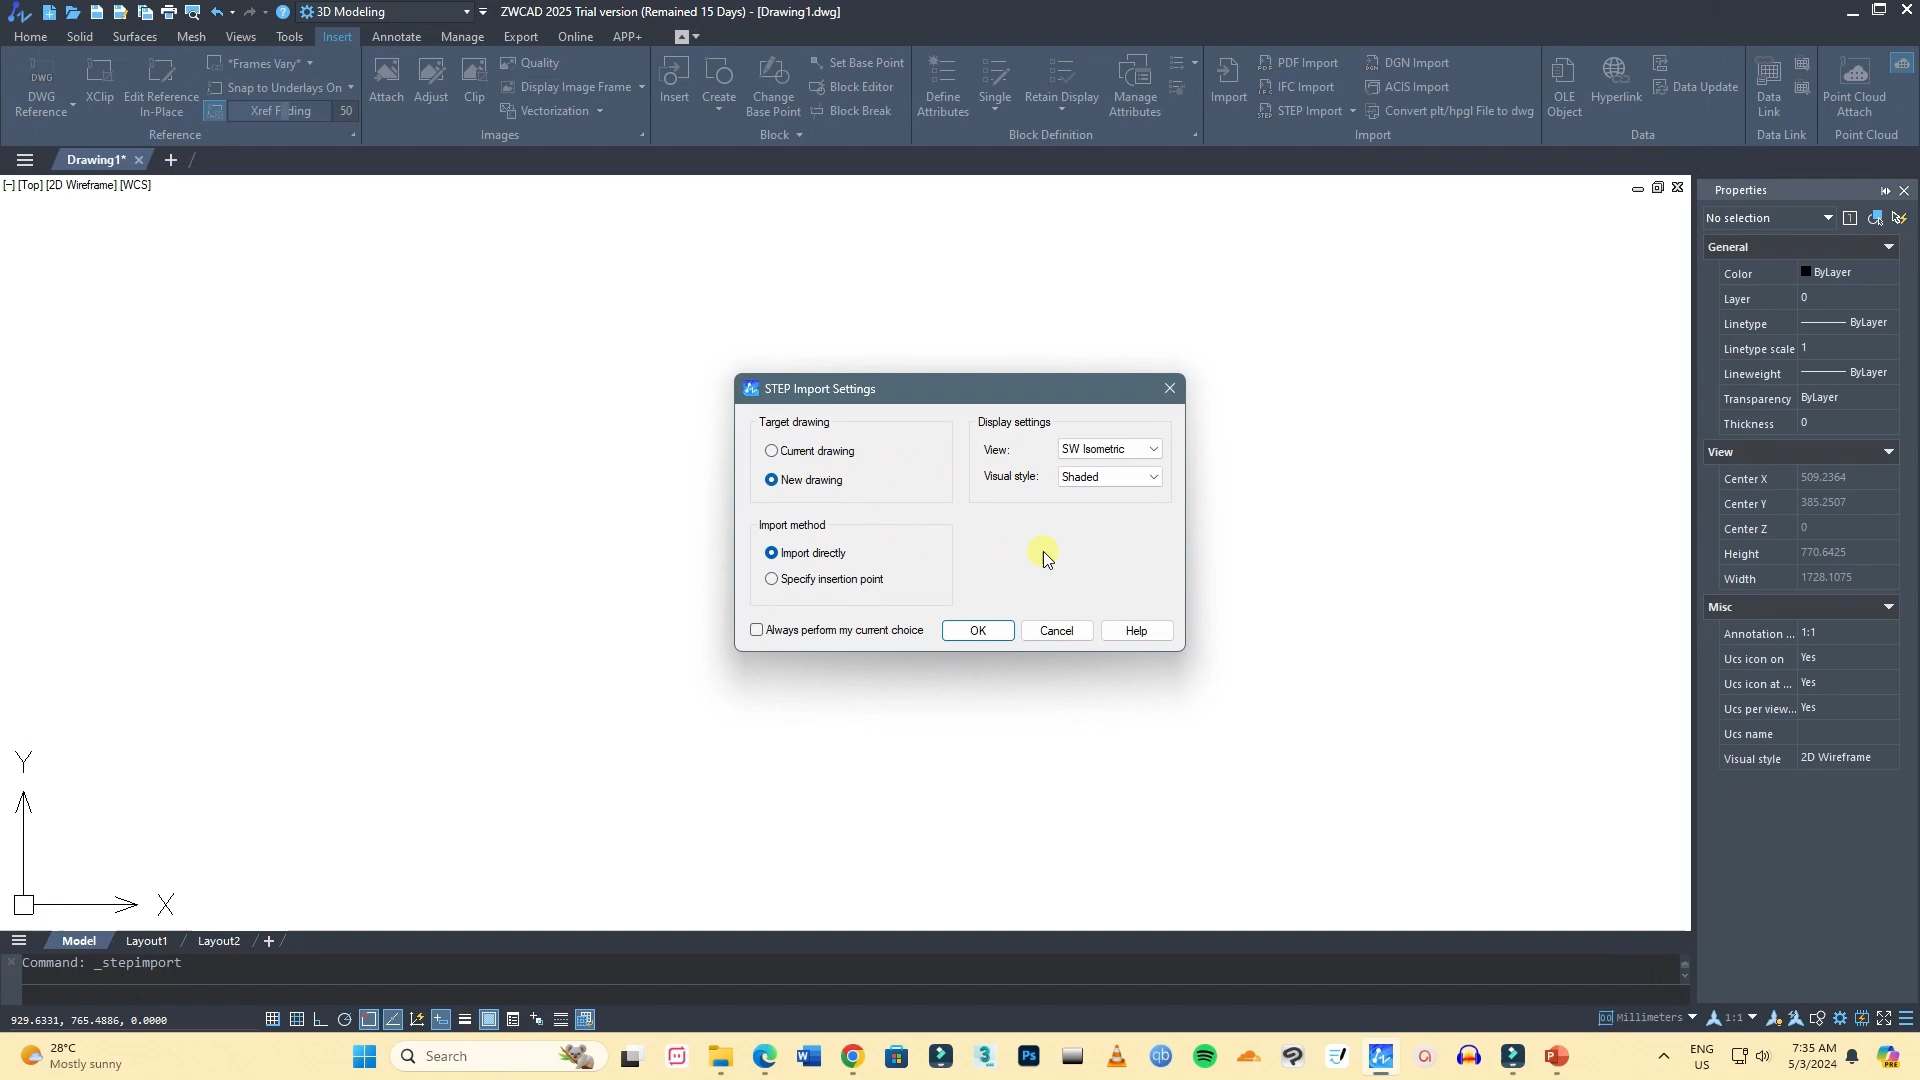 3D Modeling
ZWCAD 2025 Trial version (Remained 15 Days) - [Drawing1.dwg]
Home Solid Surfaces Mesh Views Tools Insert Annotate Manage Export Online APP+
DWG Reference
XClip
Edit Reference In-Place
*Frames Vary*
Snap to Underlays On
Xref Fading 50
Reference
Attach
Adjust
Clip
Quality
Display Image Frame
Vectorization
Images
Insert
Create
Change Base Point
Set Base Point
Block Editor
Block Break
Block
Define Attributes
Single
Retain Display
Manage Attributes
Block Definition
Import
PDF Import
IFC Import
STEP Import
DGN Import
ACIS Import
Convert plt/hpgl File to dwg
Import
OLE Object
Hyperlink
Data Update
Data
Data Link
Data Link
Point Cloud Attach
Point Cloud
Drawing1*
[−] [Top] [2D Wireframe] [WCS]
STEP Import Settings
Target drawing
Current drawing
New drawing
Display settings
View: SW Isometric
Visual style: Shaded
Import method
Import directly
Specify insertion point
Always perform my current choice
OK
Cancel
Help
Properties
No selection
General
Color ByLayer
Layer 0
Linetype ByLayer
Linetype scale 1
Lineweight ByLayer
Transparency ByLayer
Thickness 0
View
Center X 509.2364
Center Y 385.2507
Center Z 0
Height 770.6425
Width 1728.1075
Misc
Annotation ... 1:1
Ucs icon on Yes
Ucs icon at ... Yes
Ucs per view... Yes
Ucs name
Visual style 2D Wireframe
Y
X
Model Layout1 Layout2
Command: _stepimport
929.6331, 765.4886, 0.0000
Millimeters
1:1
28°C
Mostly sunny
Search
ENG
US
7:35 AM
5/3/2024